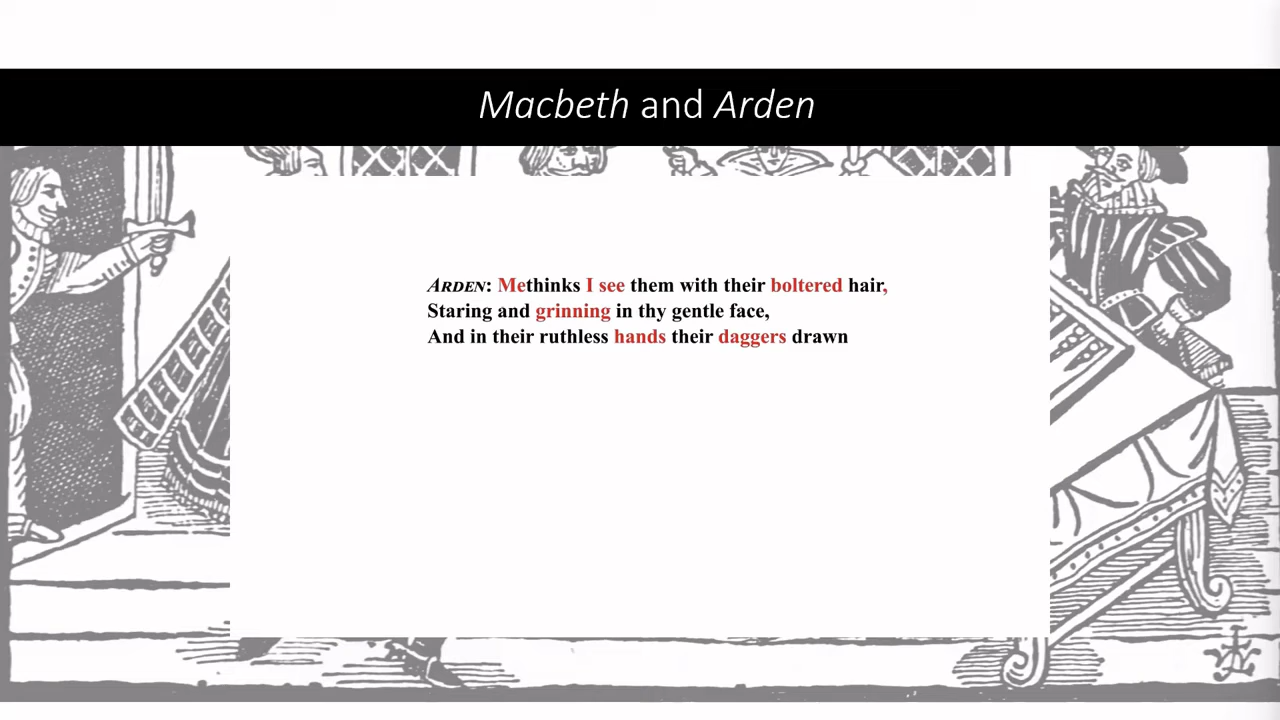 Macbeth and Arden
ARDEN: Methinks I see them with their boltered hair,
Staring and grinning in thy gentle face,
And in their ruthless hands their daggers drawn